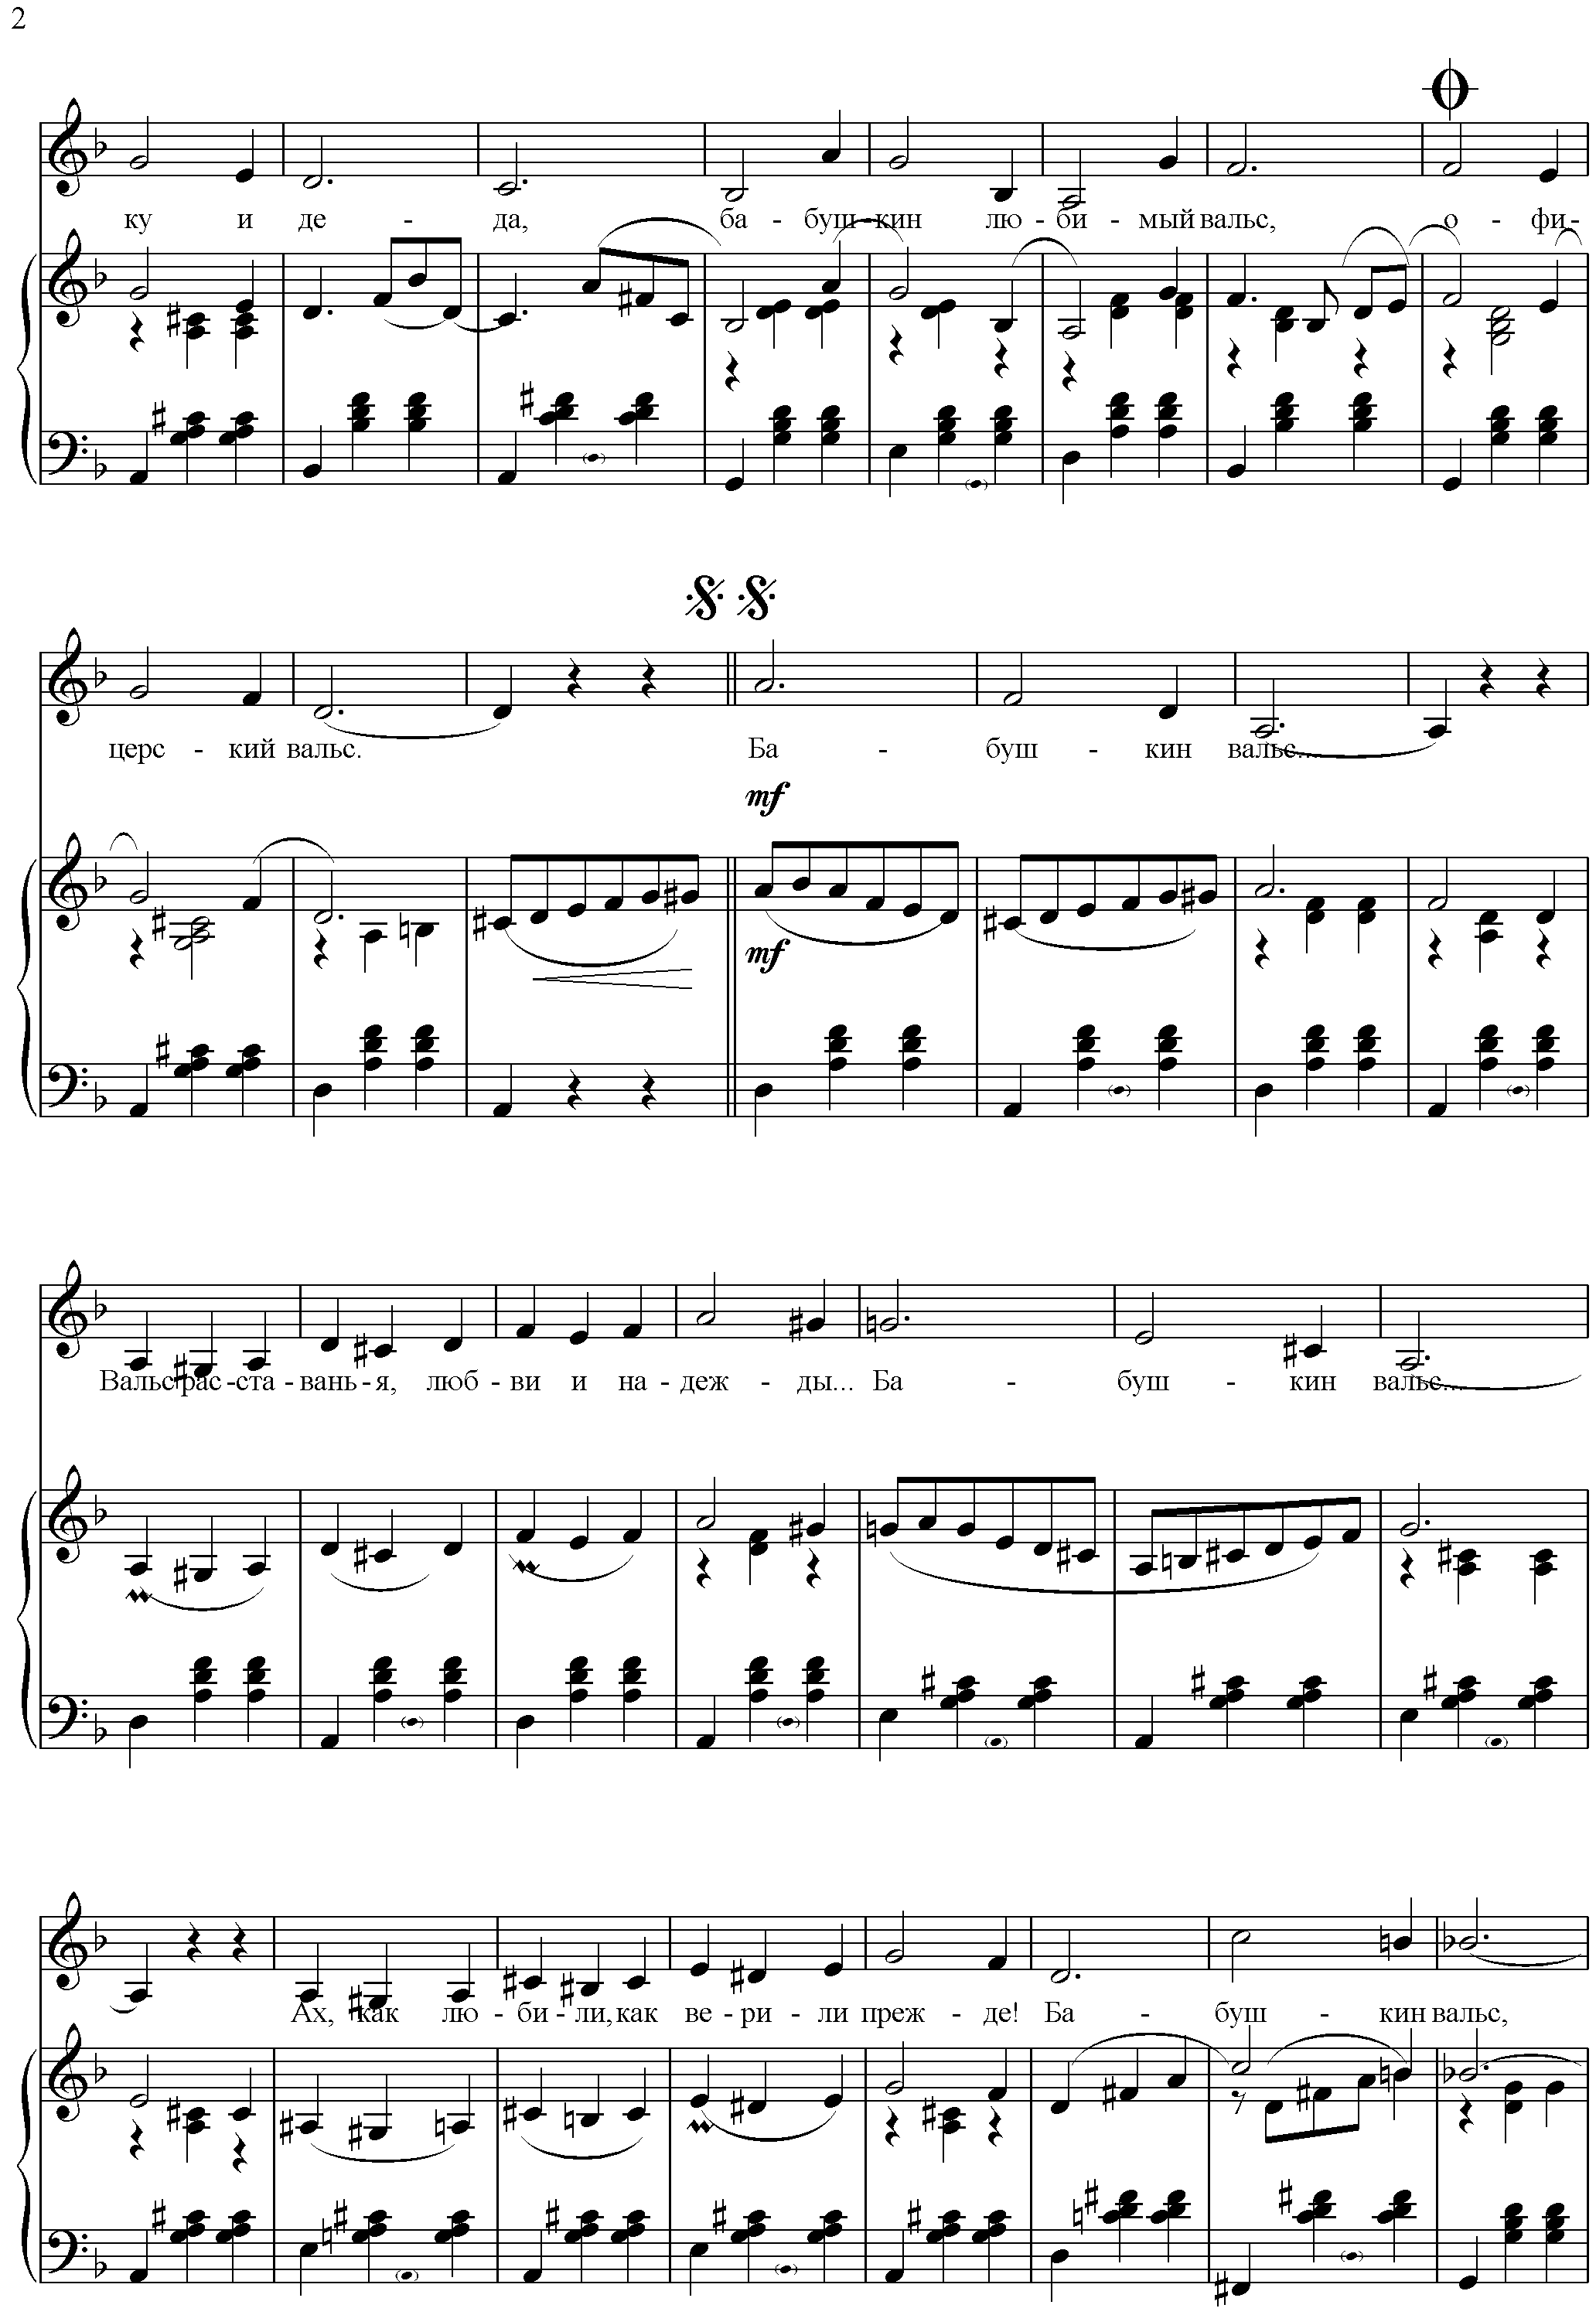 2
ку и де - да, ба - буш - кин лю - би - мый вальс, о - фи -
церс - кий вальс. Ба - буш - кин вальс...
mf
mf
Вальс рас - ста - вань - я, люб - ви и на - деж - ды... Ба - буш - кин вальс...
Ах, как лю - би - ли, как ве - ри - ли преж - де! Ба - буш - кин вальс,